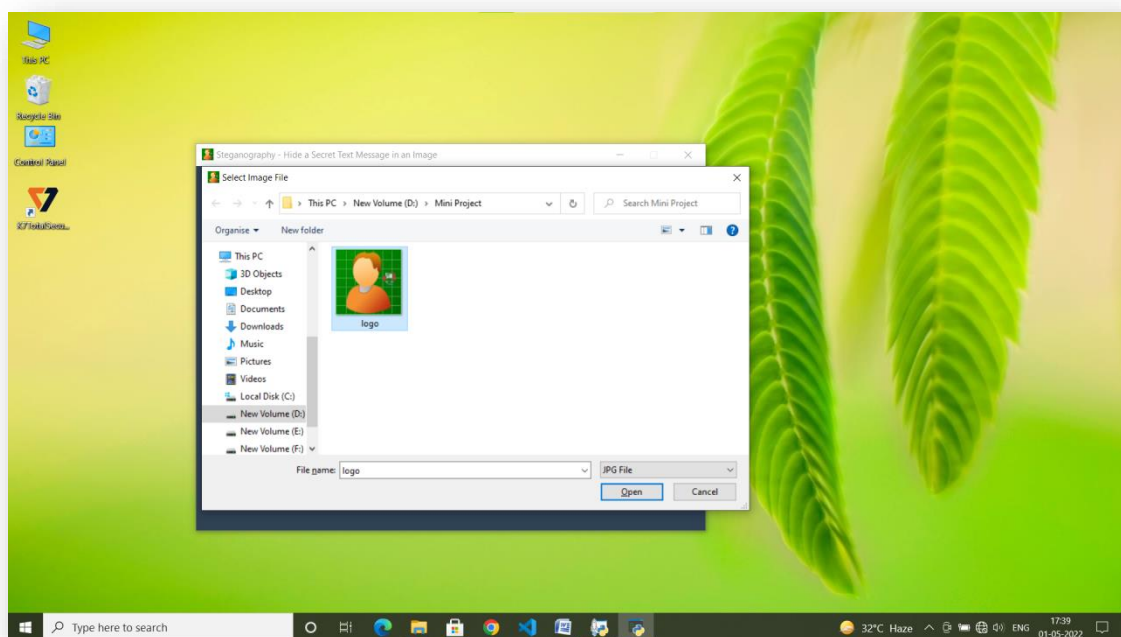 This PC
Recycle Bin
Control Panel
K7TotalSecu...
Steganography - Hide a Secret Text Message in an Image
Select Image File
This PC > New Volume (D:) > Mini Project
Search Mini Project
Organise
New folder
This PC
3D Objects
Desktop
Documents
Downloads
Music
Pictures
Videos
Local Disk (C:)
New Volume (D:)
New Volume (E:)
New Volume (F:)
logo
File name: logo
JPG File
Open
Cancel
Type here to search
32°C Haze
ENG
17:39
01-05-2022